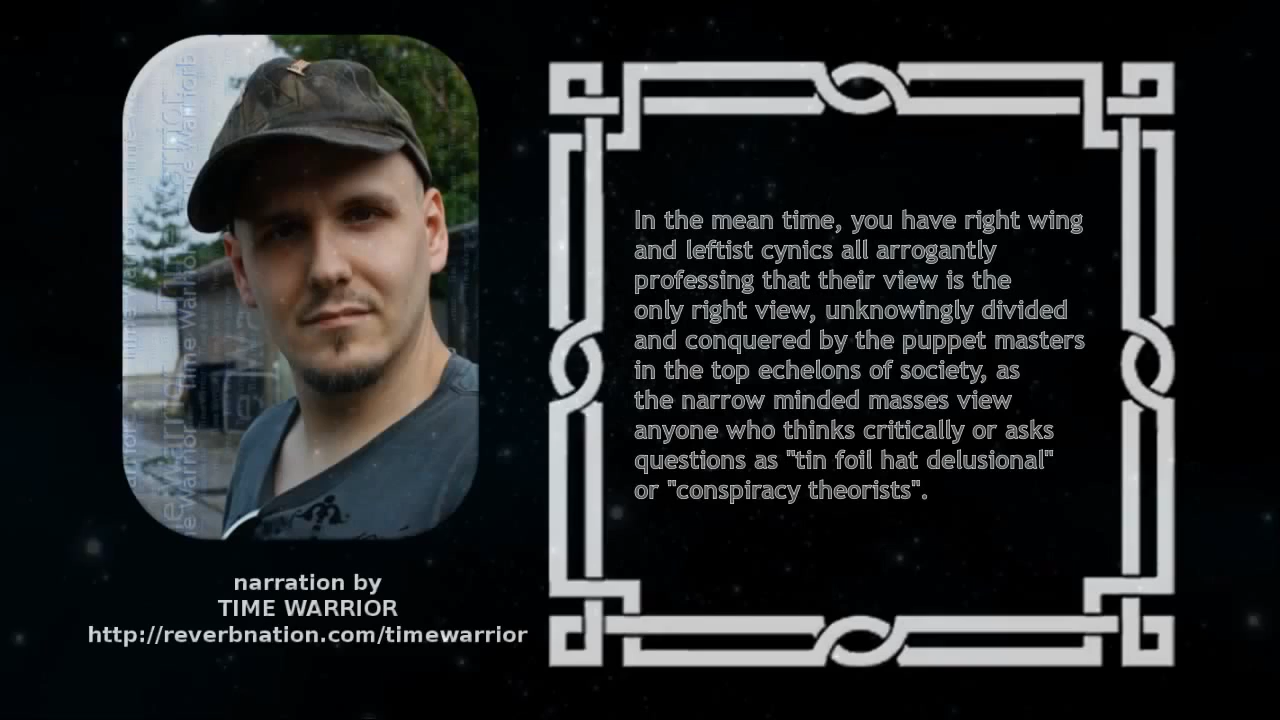 In the mean time, you have right wing
and leftist cynics all arrogantly
professing that their view is the
only right view, unknowingly divided
and conquered by the puppet masters
in the top echelons of society, as
the narrow minded masses view
anyone who thinks critically or asks
questions as "tin foil hat delusional"
or "conspiracy theorists".
narration by
TIME WARRIOR
http://reverbnation.com/timewarrior
Time Warrior